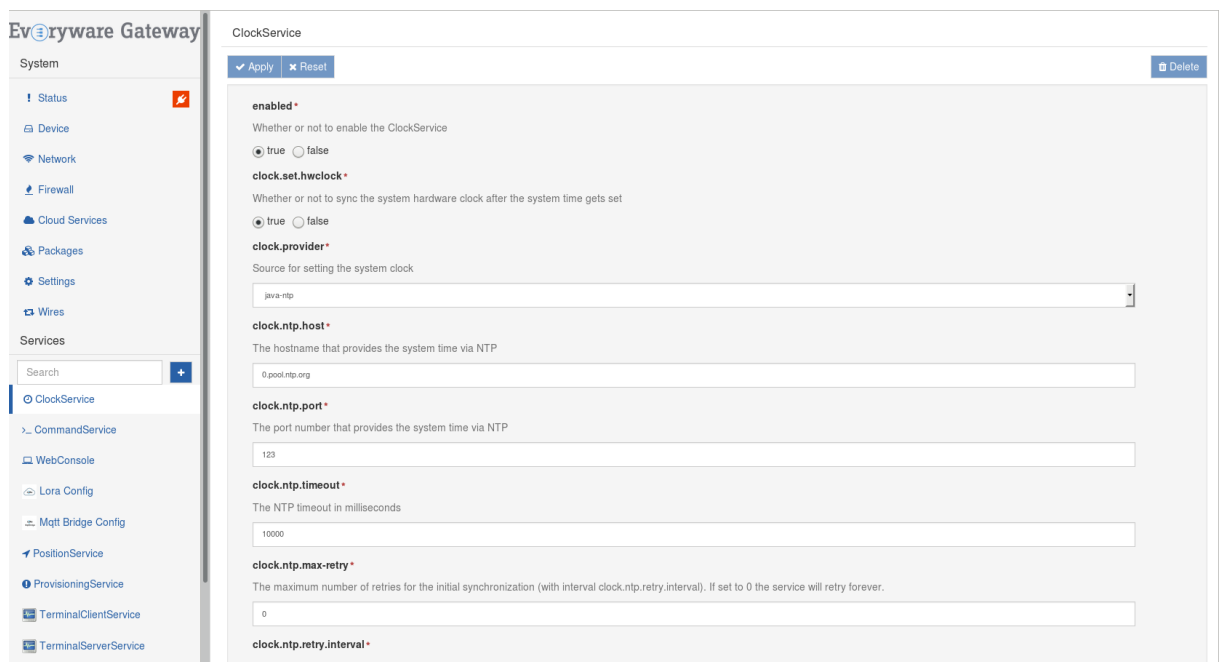 Everyware Gateway
System
Status
Device
Network
Firewall
Cloud Services
Packages
Settings
Wires
Services
Search
+
ClockService
CommandService
WebConsole
Lora Config
Mqtt Bridge Config
PositionService
ProvisioningService
TerminalClientService
TerminalServerService
ClockService
Apply Reset Delete
enabled*
Whether or not to enable the ClockService
true false
clock.set.hwclock*
Whether or not to sync the system hardware clock after the system time gets set
true false
clock.provider*
Source for setting the system clock
java-ntp
clock.ntp.host*
The hostname that provides the system time via NTP
0.pool.ntp.org
clock.ntp.port*
The port number that provides the system time via NTP
123
clock.ntp.timeout*
The NTP timeout in milliseconds
10000
clock.ntp.max-retry*
The maximum number of retries for the initial synchronization (with interval clock.ntp.retry.interval). If set to 0 the service will retry forever.
0
clock.ntp.retry.interval*